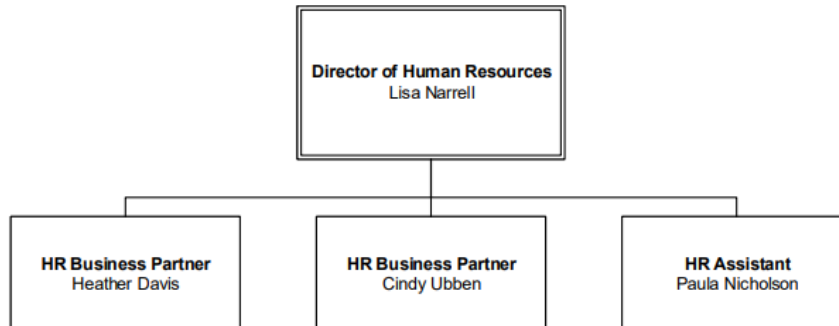 Director of Human Resources
Lisa Narrell
HR Business Partner
Heather Davis
HR Business Partner
Cindy Ubben
HR Assistant
Paula Nicholson